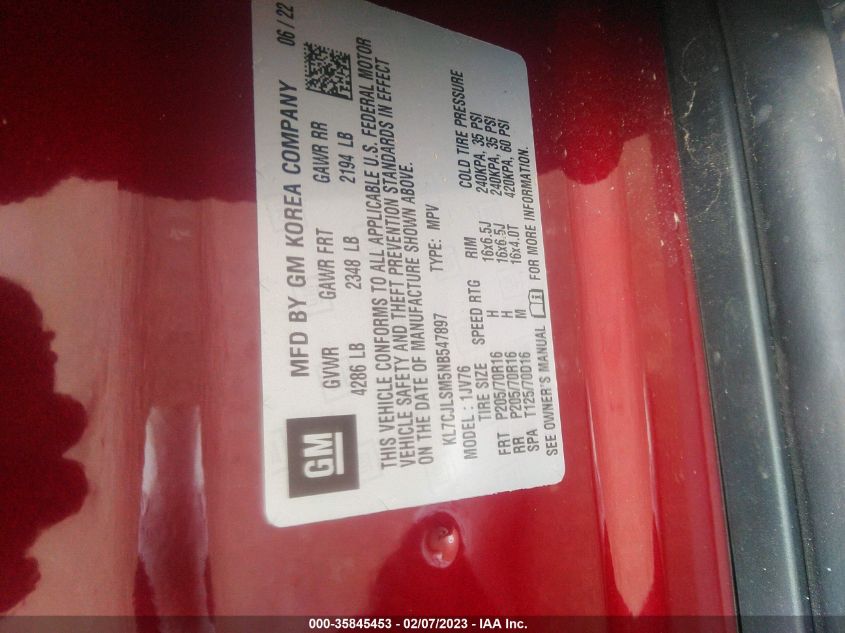 GM
MFD BY GM KOREA COMPANY 06 / 22
GVWR GAWR FRT GAWR RR
4286 LB 2348 LB 2194 LB
THIS VEHICLE CONFORMS TO ALL APPLICABLE U.S. FEDERAL MOTOR
VEHICLE SAFETY AND THEFT PREVENTION STANDARDS IN EFFECT
ON THE DATE OF MANUFACTURE SHOWN ABOVE.
KL7CJLSM5NB547897 TYPE: MPV
MODEL : 1JV76
TIRE SIZE SPEED RTG RIM COLD TIRE PRESSURE
FRT P205/70R16 H 16x6.5J 240KPA, 35 PSI
RR P205/70R16 H 16x6.5J 240KPA, 35 PSI
SPA T125/70D16 M 16x4.0T 420KPA, 60 PSI
SEE OWNER'S MANUAL FOR MORE INFORMATION.
000-35845453 - 02/07/2023 - IAA Inc.